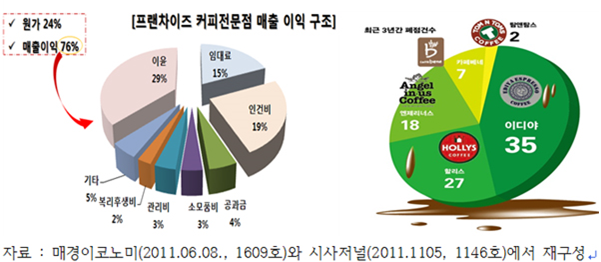 ✓ 원가 24%
✓ 매출이익 76%
[프랜차이즈 커피전문점 매출 이익 구조]
이윤
29%
임대료
15%
인건비
19%
공과금
4%
소모품비
3%
관리비
3%
복리후생비
2%
기타
5%
최근 3년간 폐점건수
TOM N TOMS
COFFEE
탐앤탐스
2
caffebene
카페베네
7
Angel
in us
Coffee
엔제리너스
18
HOLLYS
COFFEE
할리스
27
EDIYA ESPRESSO
COFFEE
이디야
35
자료 : 매경이코노미(2011.06.08., 1609호)와 시사저널(2011.1105, 1146호)에서 재구성↵